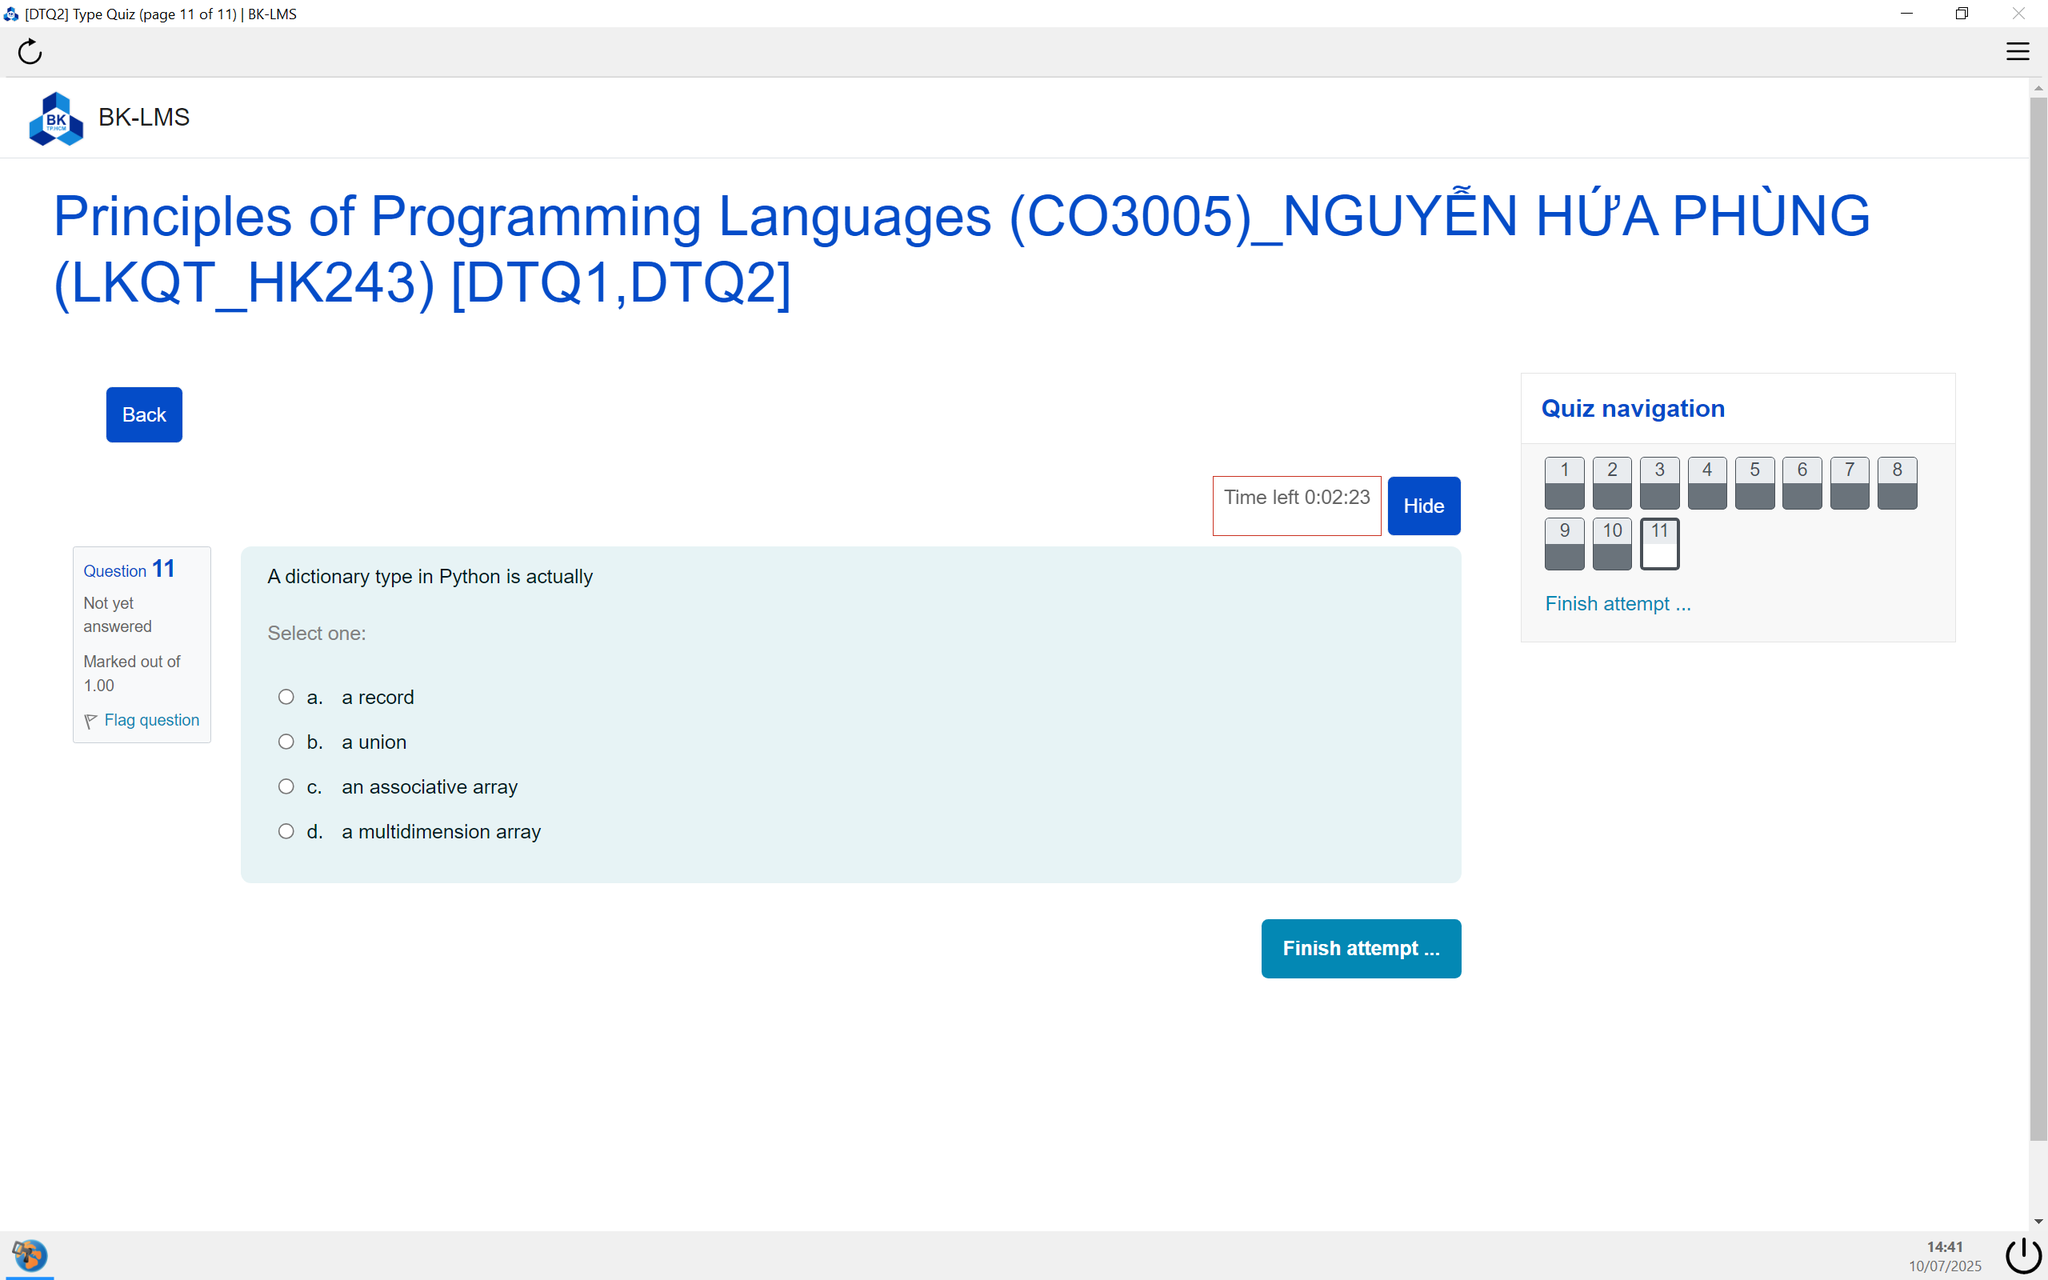 [DTQ2] Type Quiz (page 11 of 11) | BK-LMS
BK
TP.HCM
BK-LMS
Principles of Programming Languages (CO3005)_NGUYỄN HỨA PHÙNG
(LKQT_HK243) [DTQ1,DTQ2]
Back
Time left 0:02:23
Hide
Question 11
Not yet
answered
Marked out of
1.00
Flag question
A dictionary type in Python is actually
Select one:
a. a record
b. a union
c. an associative array
d. a multidimension array
Finish attempt ...
Quiz navigation
1 2 3 4 5 6 7 8
9 10 11
Finish attempt ...
14:41
10/07/2025